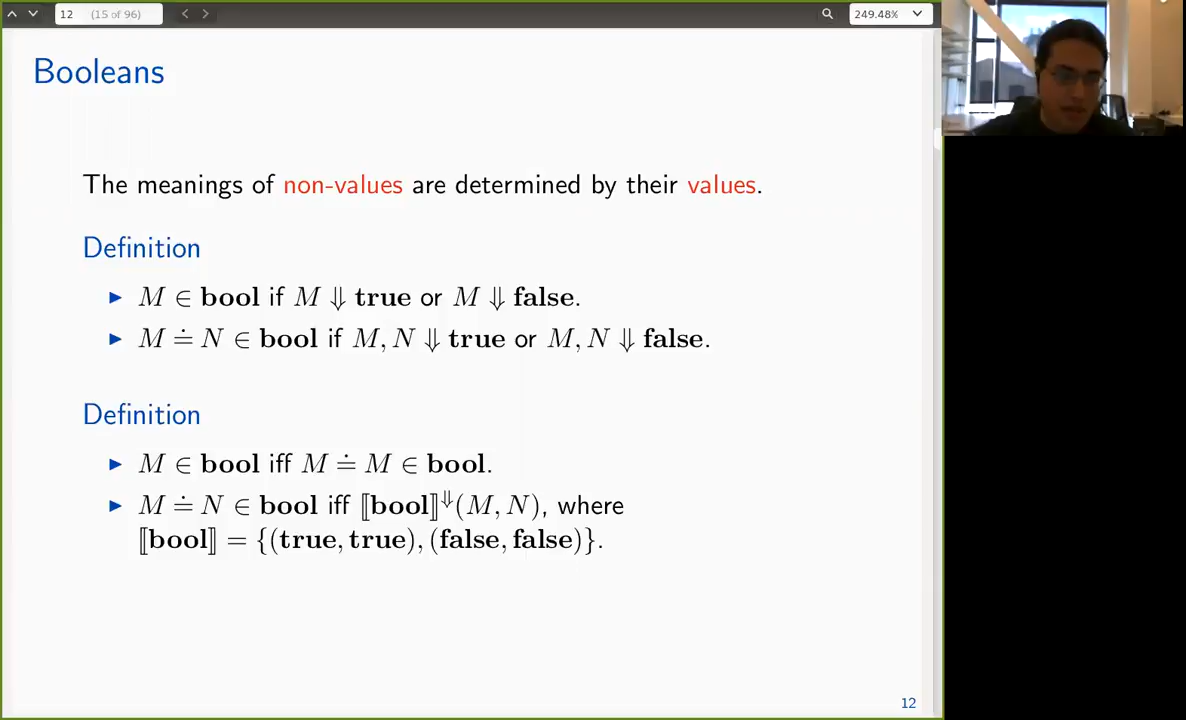 12 (15 of 96) 249.48%
Booleans
The meanings of non-values are determined by their values.
Definition
▶ M ∈ bool if M ⇓ true or M ⇓ false.
▶ M ≐ N ∈ bool if M, N ⇓ true or M, N ⇓ false.
Definition
▶ M ∈ bool iff M ≐ M ∈ bool.
▶ M ≐ N ∈ bool iff ⟦bool⟧⇓(M, N), where
⟦bool⟧ = {(true, true), (false, false)}.
12